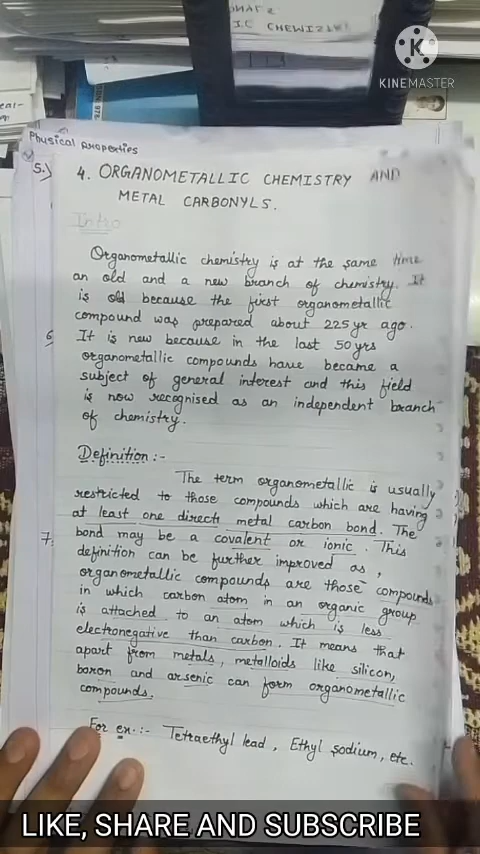 IC CHEMISTRY
KINEMASTER
Physical Properties
5.)
4. ORGANOMETALLIC CHEMISTRY AND
METAL CARBONYLS.
Intro
Organometallic chemistry is at the same time
an old and a new branch of chemistry. It
is old because the first organometallic
compound was prepared about 225 yr ago.
6
It is new because in the last 50 yrs
organometallic compounds have became a
subject of general interest and this field
is now recognised as an independent branch
of chemistry.
Definition :-
The term organometallic is usually
restricted to those compounds which are having
at least one direct metal carbon bond. The
7.
bond may be a covalent or ionic. This
definition can be further improved as,
organometallic compounds are those compounds
in which carbon atom in an organic group
is attached to an atom which is less
electronegative than carbon. It means that
apart from metals, metalloids like silicon,
boron and arsenic can form organometallic
compounds.
For ex.:- Tetraethyl lead, Ethyl sodium, etc.
LIKE, SHARE AND SUBSCRIBE